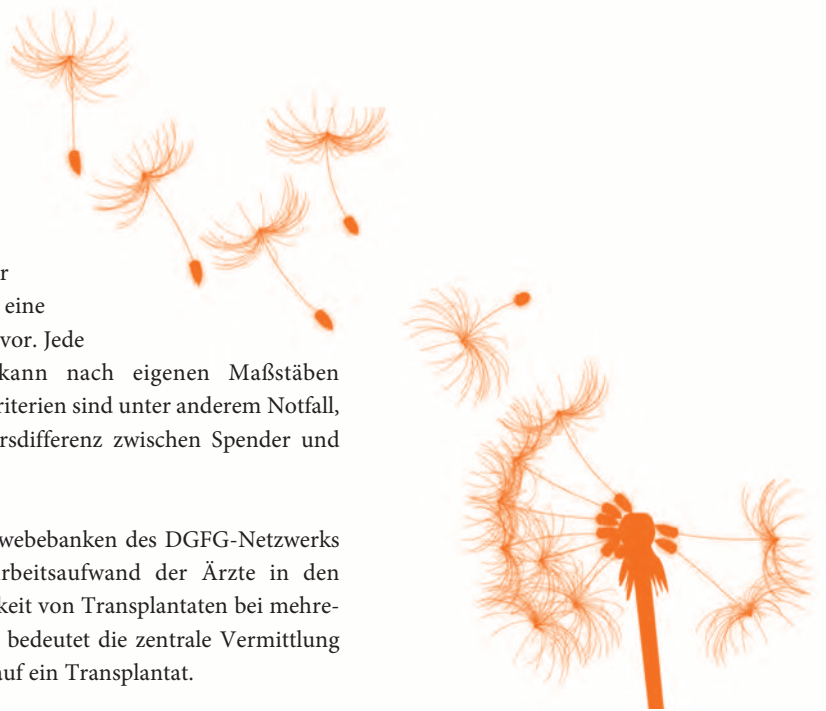 r
eine
vor. Jede
kann nach eigenen Maßstäben
riterien sind unter anderem Notfall,
rsdifferenz zwischen Spender und
webebanken des DGFG-Netzwerks
rbeitsaufwand der Ärzte in den
keit von Transplantaten bei mehre-
bedeutet die zentrale Vermittlung
auf ein Transplantat.